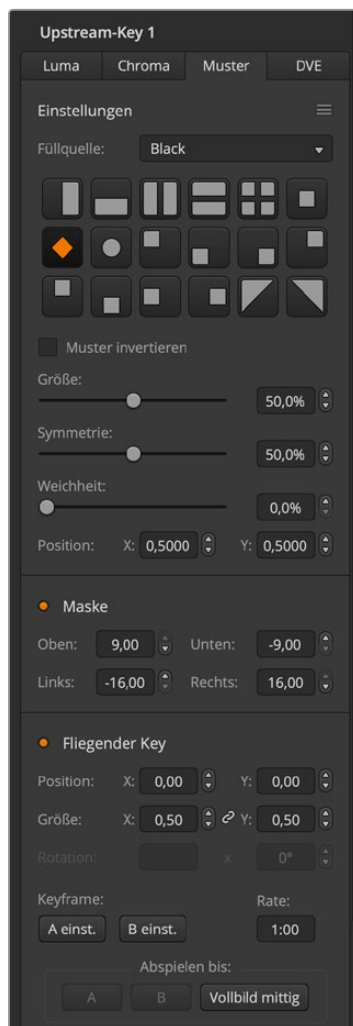 Upstream-Key 1
Luma Chroma Muster DVE
Einstellungen
Füllquelle: Black
Muster invertieren
Größe:
50,0%
Symmetrie:
50,0%
Weichheit:
0,0%
Position: X: 0,5000 Y: 0,5000
Maske
Oben: 9,00 Unten: -9,00
Links: -16,00 Rechts: 16,00
Fliegender Key
Position: X: 0,00 Y: 0,00
Größe: X: 0,50 Y: 0,50
Rotation: x 0°
Keyframe: Rate:
A einst. B einst. 1:00
Abspielen bis:
A B Vollbild mittig